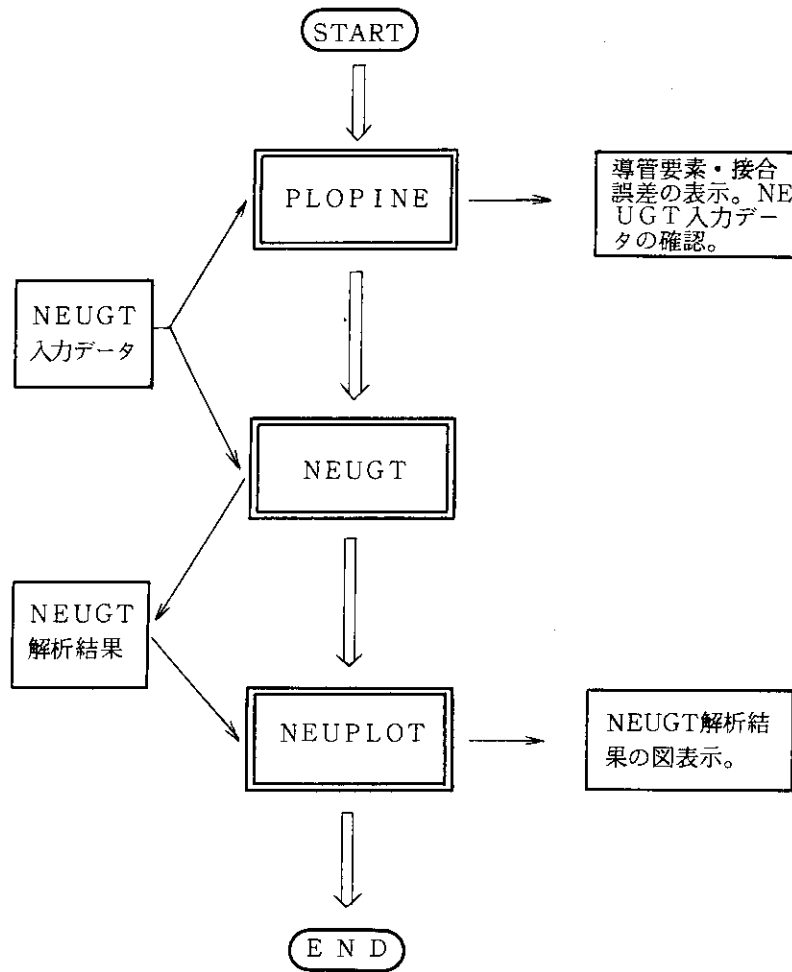 START
PLOPINE
導管要素・接合
誤差の表示。NE
UGT入力デー
タの確認。
NEUGT
入力データ
NEUGT
NEUGT
解析結果
NEUPLOT
NEUGT解析結
果の図表示。
END